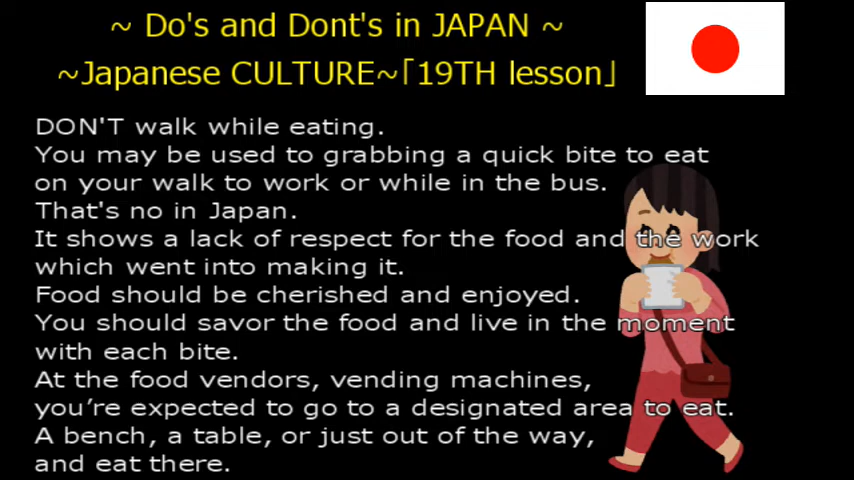 ~ Do's and Dont's in JAPAN ~
~Japanese CULTURE~「19TH lesson」
DON'T walk while eating.
You may be used to grabbing a quick bite to eat
on your walk to work or while in the bus.
That's no in Japan.
It shows a lack of respect for the food and the work
which went into making it.
Food should be cherished and enjoyed.
You should savor the food and live in the moment
with each bite.
At the food vendors, vending machines,
you’re expected to go to a designated area to eat.
A bench, a table, or just out of the way,
and eat there.